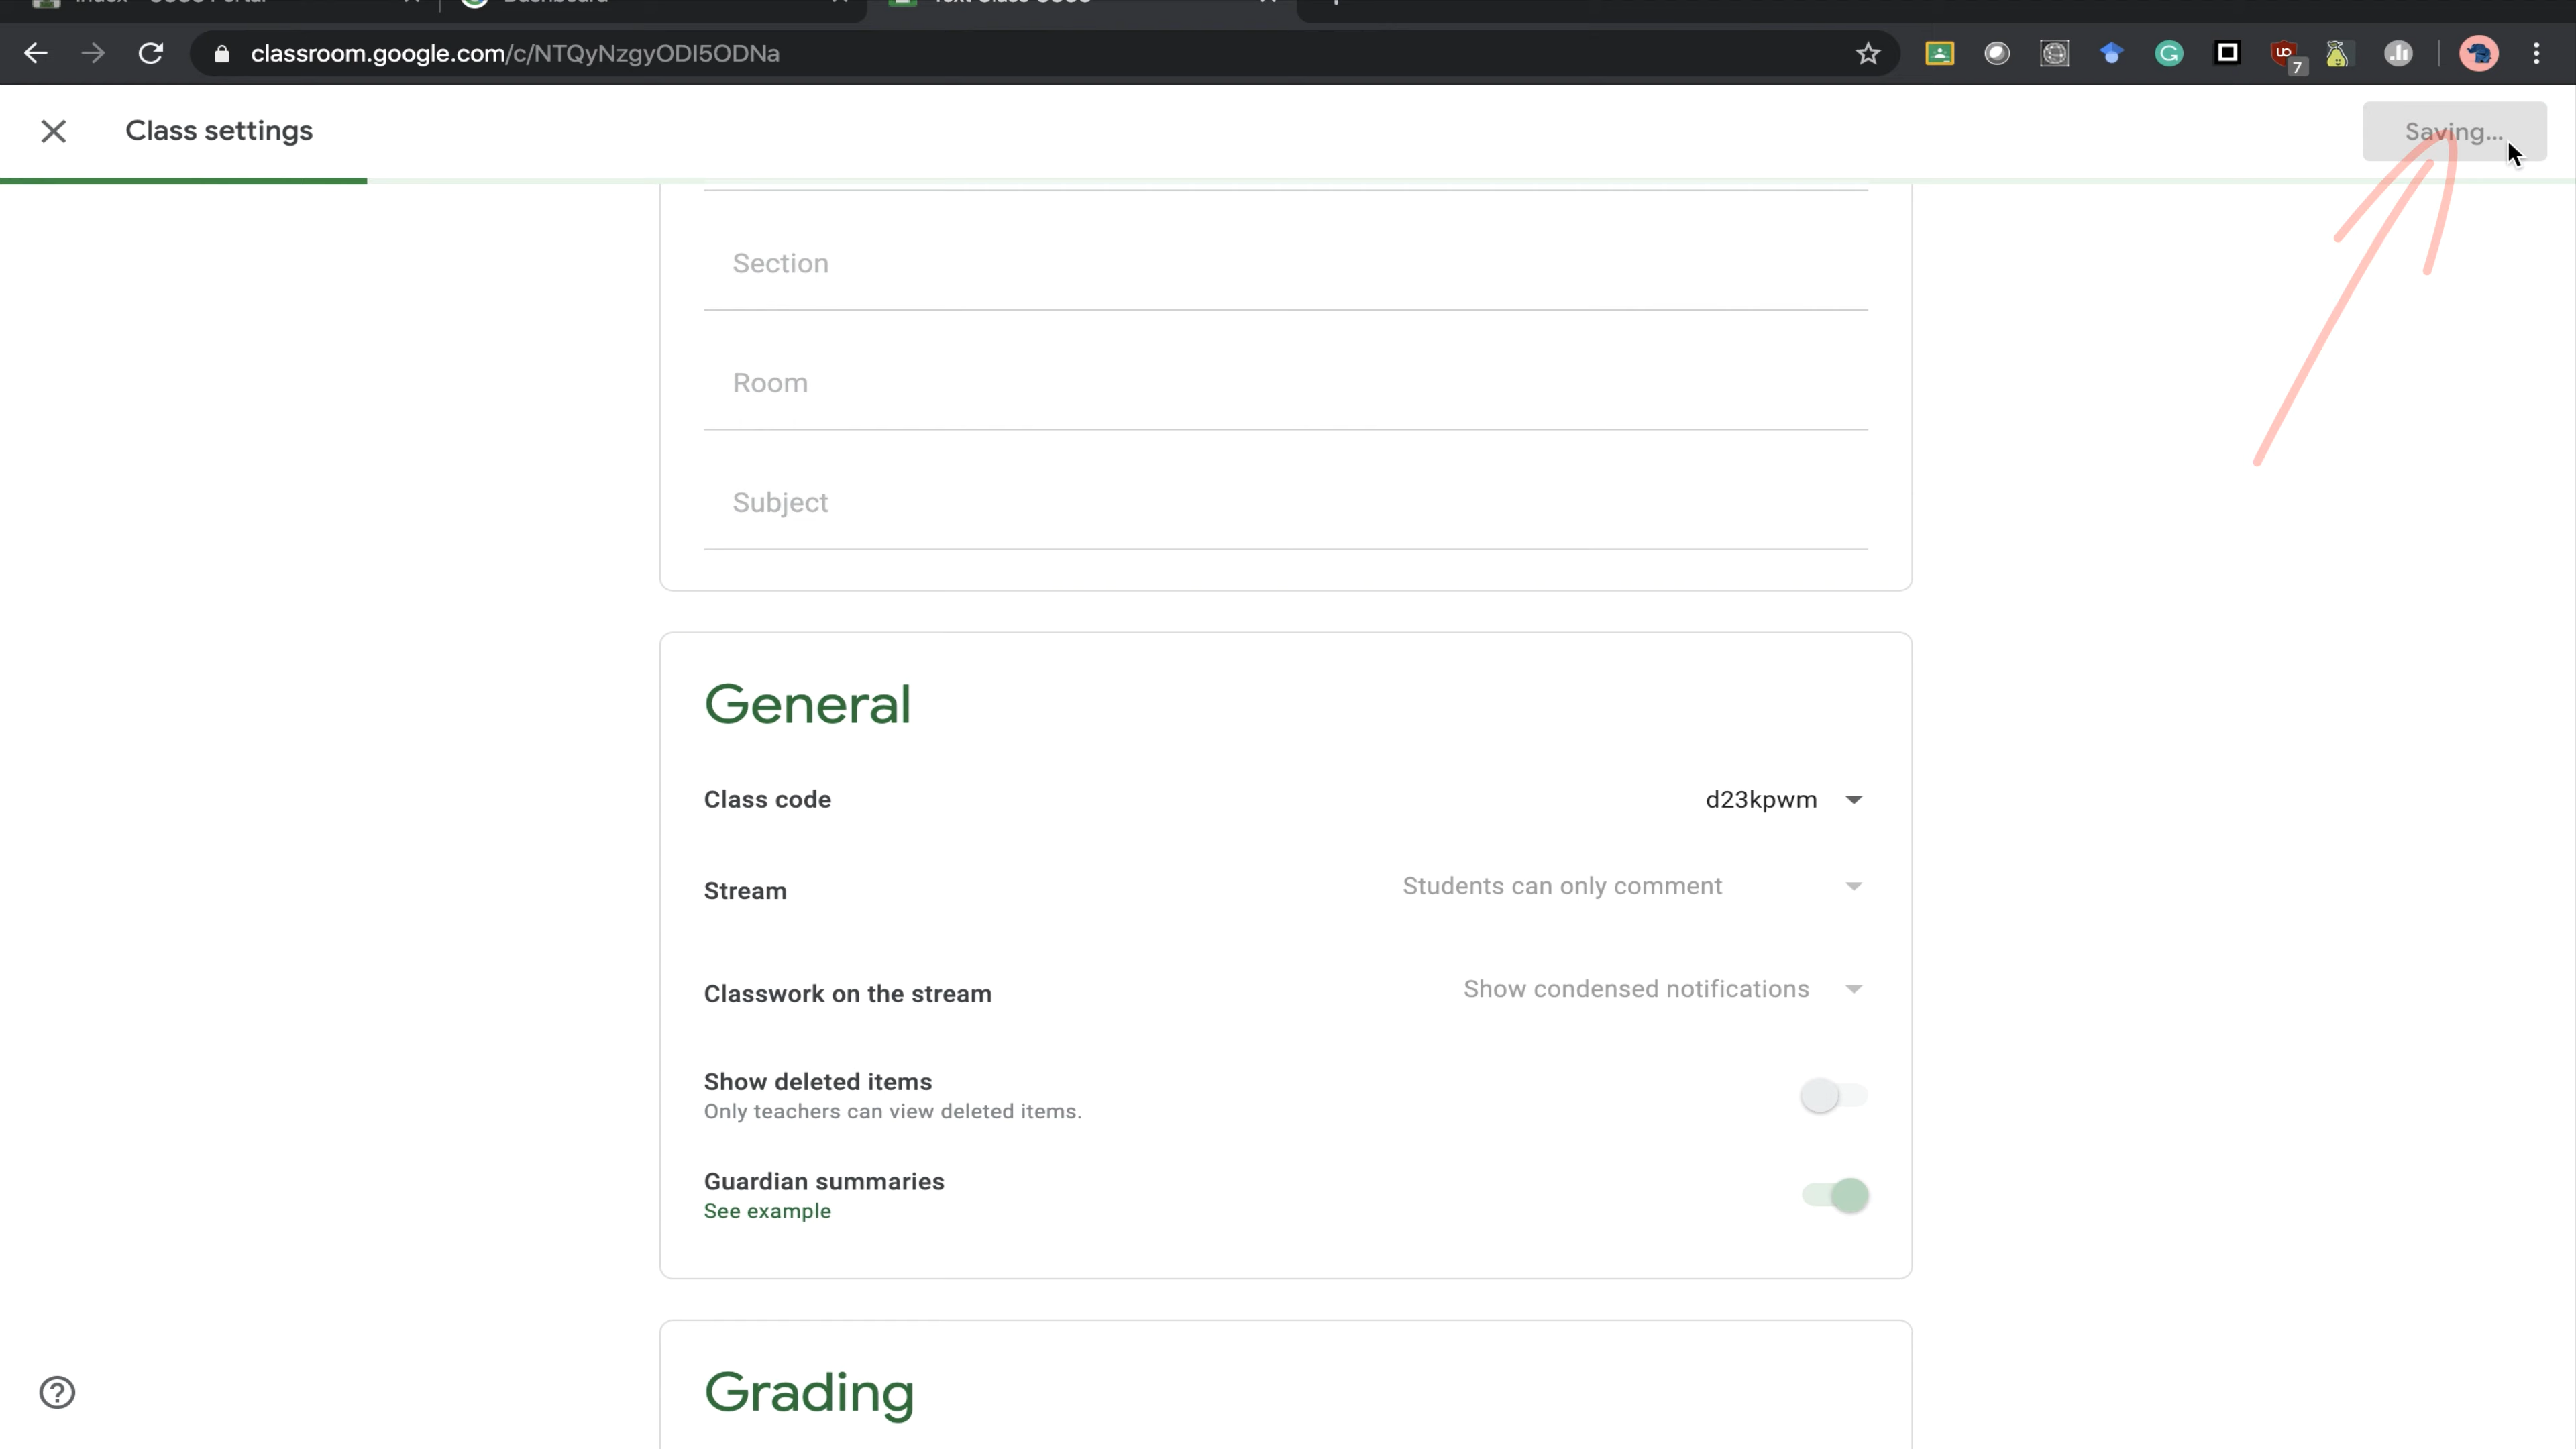 classroom.google.com/c/NTQyNzgyODI5ODNa
7
Class settings
Saving...
Section
Room
Subject
General
Class code
d23kpwm
Stream
Students can only comment
Classwork on the stream
Show condensed notifications
Show deleted items
Only teachers can view deleted items.
Guardian summaries
See example
Grading